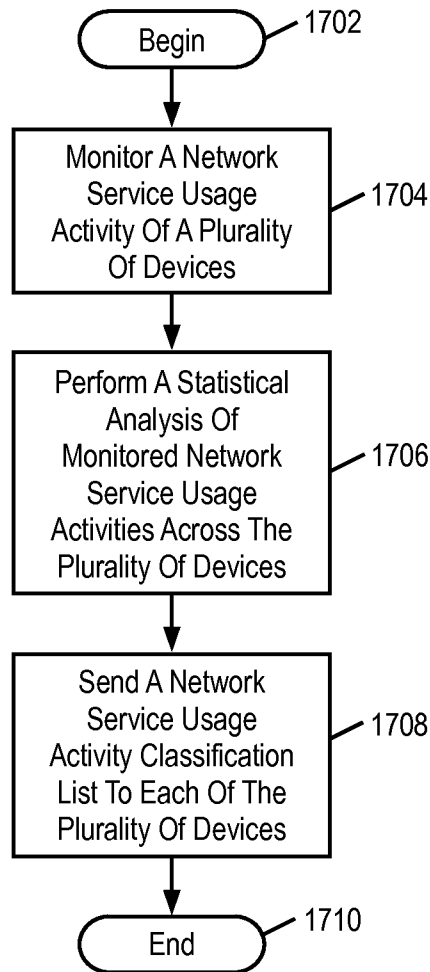 Begin
1702
Monitor A Network
Service Usage
Activity Of A Plurality
Of Devices
1704
Perform A Statistical
Analysis Of
Monitored Network
Service Usage
Activities Across The
Plurality Of Devices
1706
Send A Network
Service Usage
Activity Classification
List To Each Of The
Plurality Of Devices
1708
End
1710